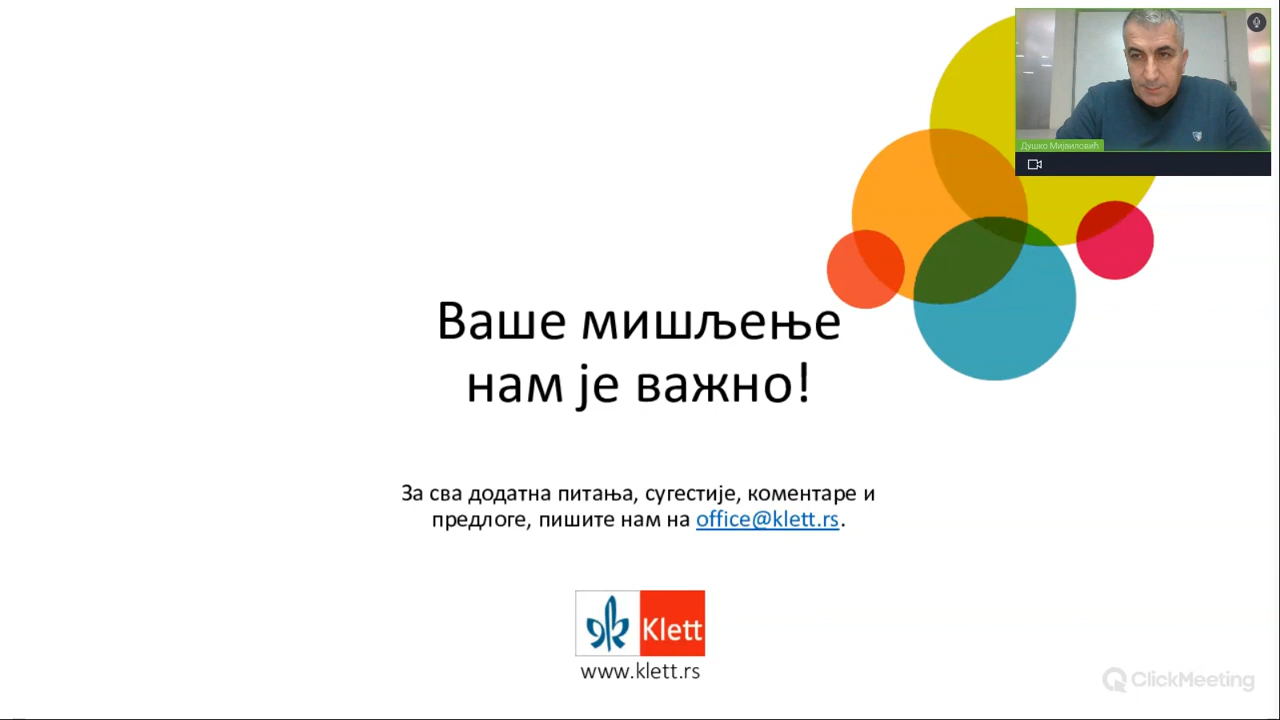 Душко Мијаиловић
Ваше мишљење
нам је важно!
За сва додатна питања, сугестије, коментаре и
предлоге, пишите нам на office@klett.rs.
Klett
www.klett.rs
ClickMeeting